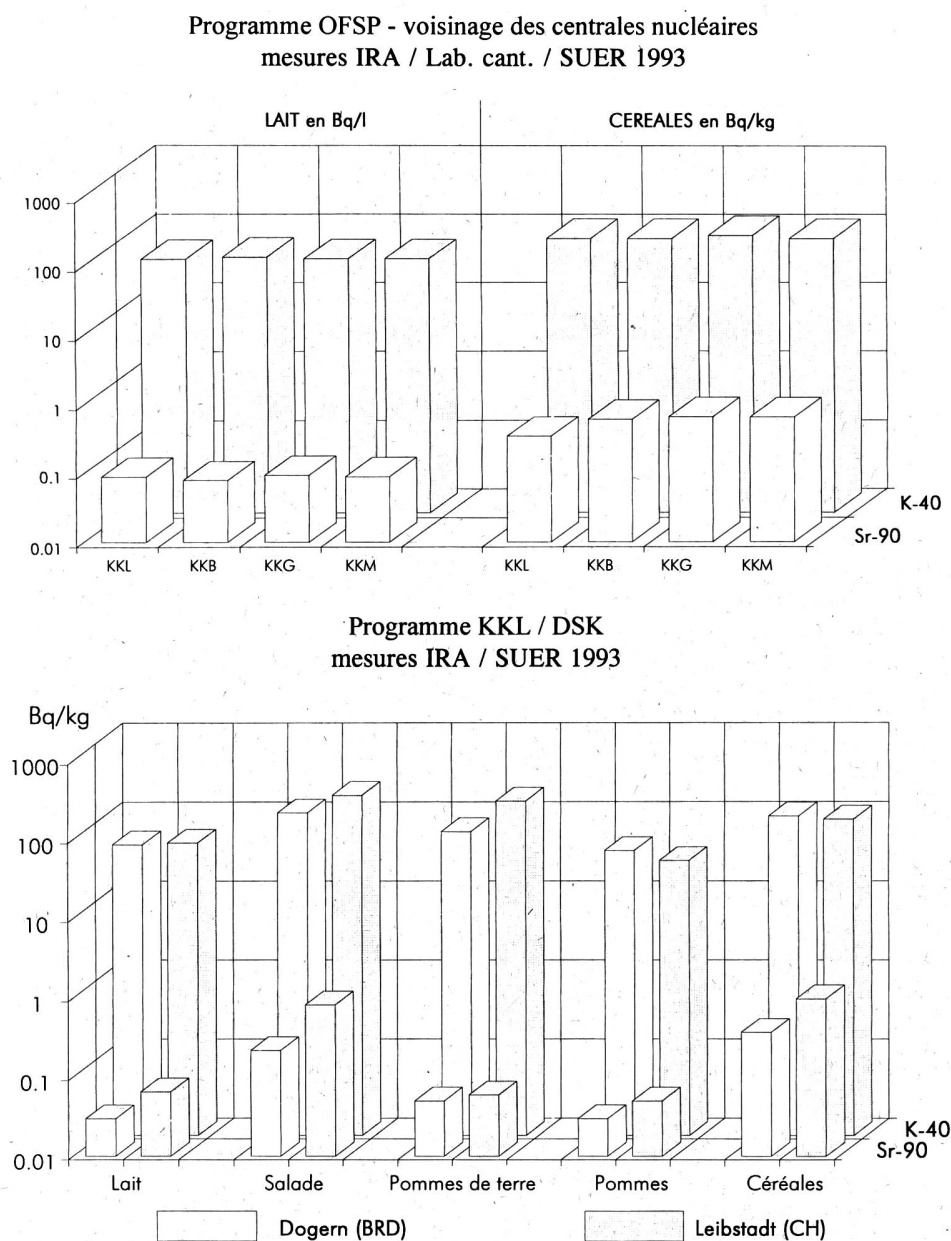 Programme OFSP - voisinage des centrales nucléaires
mesures IRA / Lab. cant. / SUER 1993
LAIT en Bq/l
CEREALES en Bq/kg
1000
100
10
1
0.1
0.01
K-40
Sr-90
KKL KKB KKG KKM KKL KKB KKG KKM
Programme KKL / DSK
mesures IRA / SUER 1993
Bq/kg
1000
100
10
1
0.1
0.01
K-40
Sr-90
Lait Salade Pommes de terre Pommes Céréales
Dogern (BRD) Leibstadt (CH)